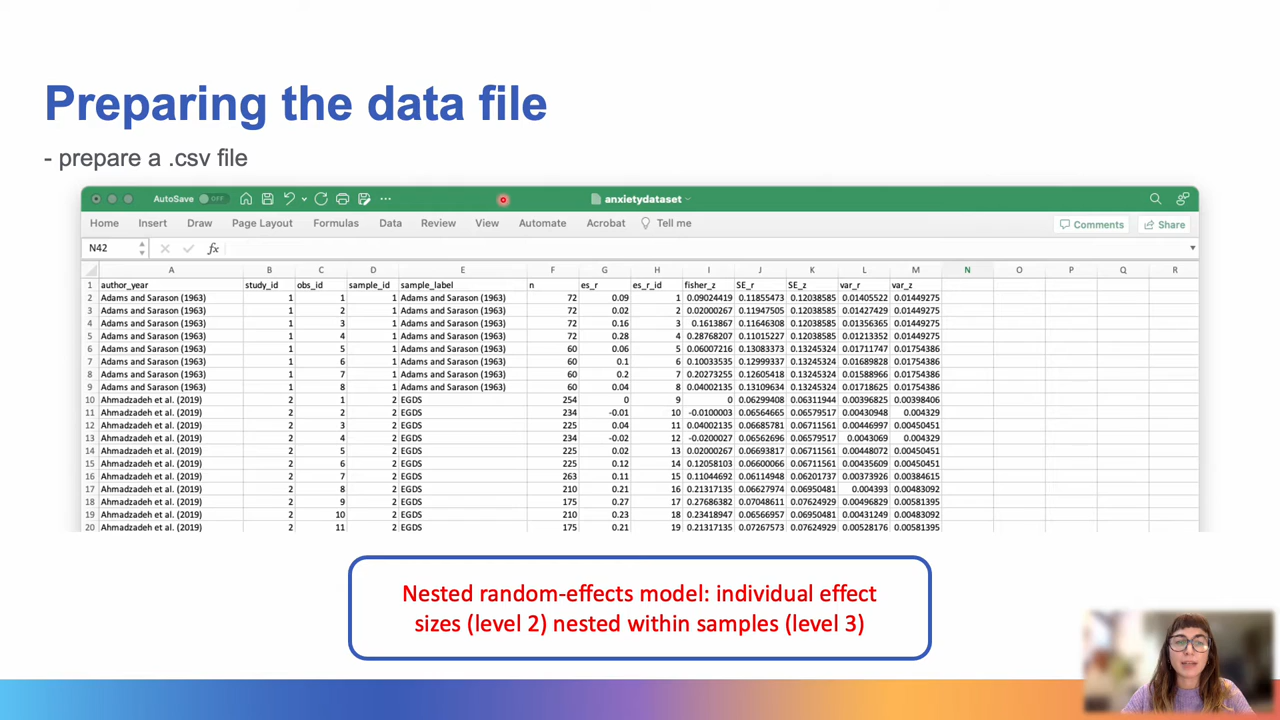 Preparing the data file
- prepare a .csv file
AutoSave OFF ... anxietydataset
Home Insert Draw Page Layout Formulas Data Review View Automate Acrobat Tell me Comments Share
N42 fx
A B C D E F G H I J K L M N O P Q R
1 author_year study_id obs_id sample_id sample_label n es_r es_r_id fisher_z SE_r SE_z var_r var_z
2 Adams and Sarason (1963) 1 1 1 Adams and Sarason (1963) 72 0.09 1 0.09024419 0.11855473 0.12038585 0.01405522 0.01449275
3 Adams and Sarason (1963) 1 2 1 Adams and Sarason (1963) 72 0.02 2 0.02000267 0.11947505 0.12038585 0.01427429 0.01449275
4 Adams and Sarason (1963) 1 3 1 Adams and Sarason (1963) 72 0.16 3 0.1613867 0.11646308 0.12038585 0.01356365 0.01449275
5 Adams and Sarason (1963) 1 4 1 Adams and Sarason (1963) 72 0.28 4 0.28768207 0.11015227 0.12038585 0.01213352 0.01449275
6 Adams and Sarason (1963) 1 5 1 Adams and Sarason (1963) 60 0.06 5 0.06007216 0.13083373 0.13245324 0.01711747 0.01754386
7 Adams and Sarason (1963) 1 6 1 Adams and Sarason (1963) 60 0.1 6 0.10033535 0.12999337 0.13245324 0.01689828 0.01754386
8 Adams and Sarason (1963) 1 7 1 Adams and Sarason (1963) 60 0.2 7 0.20273255 0.12605418 0.13245324 0.01588966 0.01754386
9 Adams and Sarason (1963) 1 8 1 Adams and Sarason (1963) 60 0.04 8 0.04002135 0.13109634 0.13245324 0.01718625 0.01754386
10 Ahmadzadeh et al. (2019) 2 1 2 EGDS 254 0 9 0 0.06299408 0.06311944 0.00396825 0.00398406
11 Ahmadzadeh et al. (2019) 2 2 2 EGDS 234 -0.01 10 -0.0100003 0.06564665 0.06579517 0.00430948 0.004329
12 Ahmadzadeh et al. (2019) 2 3 2 EGDS 225 0.04 11 0.04002135 0.06685781 0.06711561 0.00446997 0.00450451
13 Ahmadzadeh et al. (2019) 2 4 2 EGDS 234 -0.02 12 -0.0200027 0.06562696 0.06579517 0.0043069 0.004329
14 Ahmadzadeh et al. (2019) 2 5 2 EGDS 225 0.02 13 0.02000267 0.06693817 0.06711561 0.00448072 0.00450451
15 Ahmadzadeh et al. (2019) 2 6 2 EGDS 225 0.12 14 0.12058103 0.06600066 0.06711561 0.00435609 0.00450451
16 Ahmadzadeh et al. (2019) 2 7 2 EGDS 263 0.11 15 0.11044692 0.06114948 0.06201737 0.00373926 0.00384615
17 Ahmadzadeh et al. (2019) 2 8 2 EGDS 210 0.21 16 0.21317135 0.06627974 0.06950481 0.004393 0.00483092
18 Ahmadzadeh et al. (2019) 2 9 2 EGDS 175 0.27 17 0.27686382 0.07048611 0.07624929 0.00496829 0.00581395
19 Ahmadzadeh et al. (2019) 2 10 2 EGDS 210 0.23 18 0.23418947 0.06566955 0.06950481 0.00431249 0.00483092
20 Ahmadzadeh et al. (2019) 2 11 2 EGDS 175 0.21 19 0.21317135 0.07267573 0.07624929 0.00528176 0.00581395
Nested random-effects model: individual effect
sizes (level 2) nested within samples (level 3)